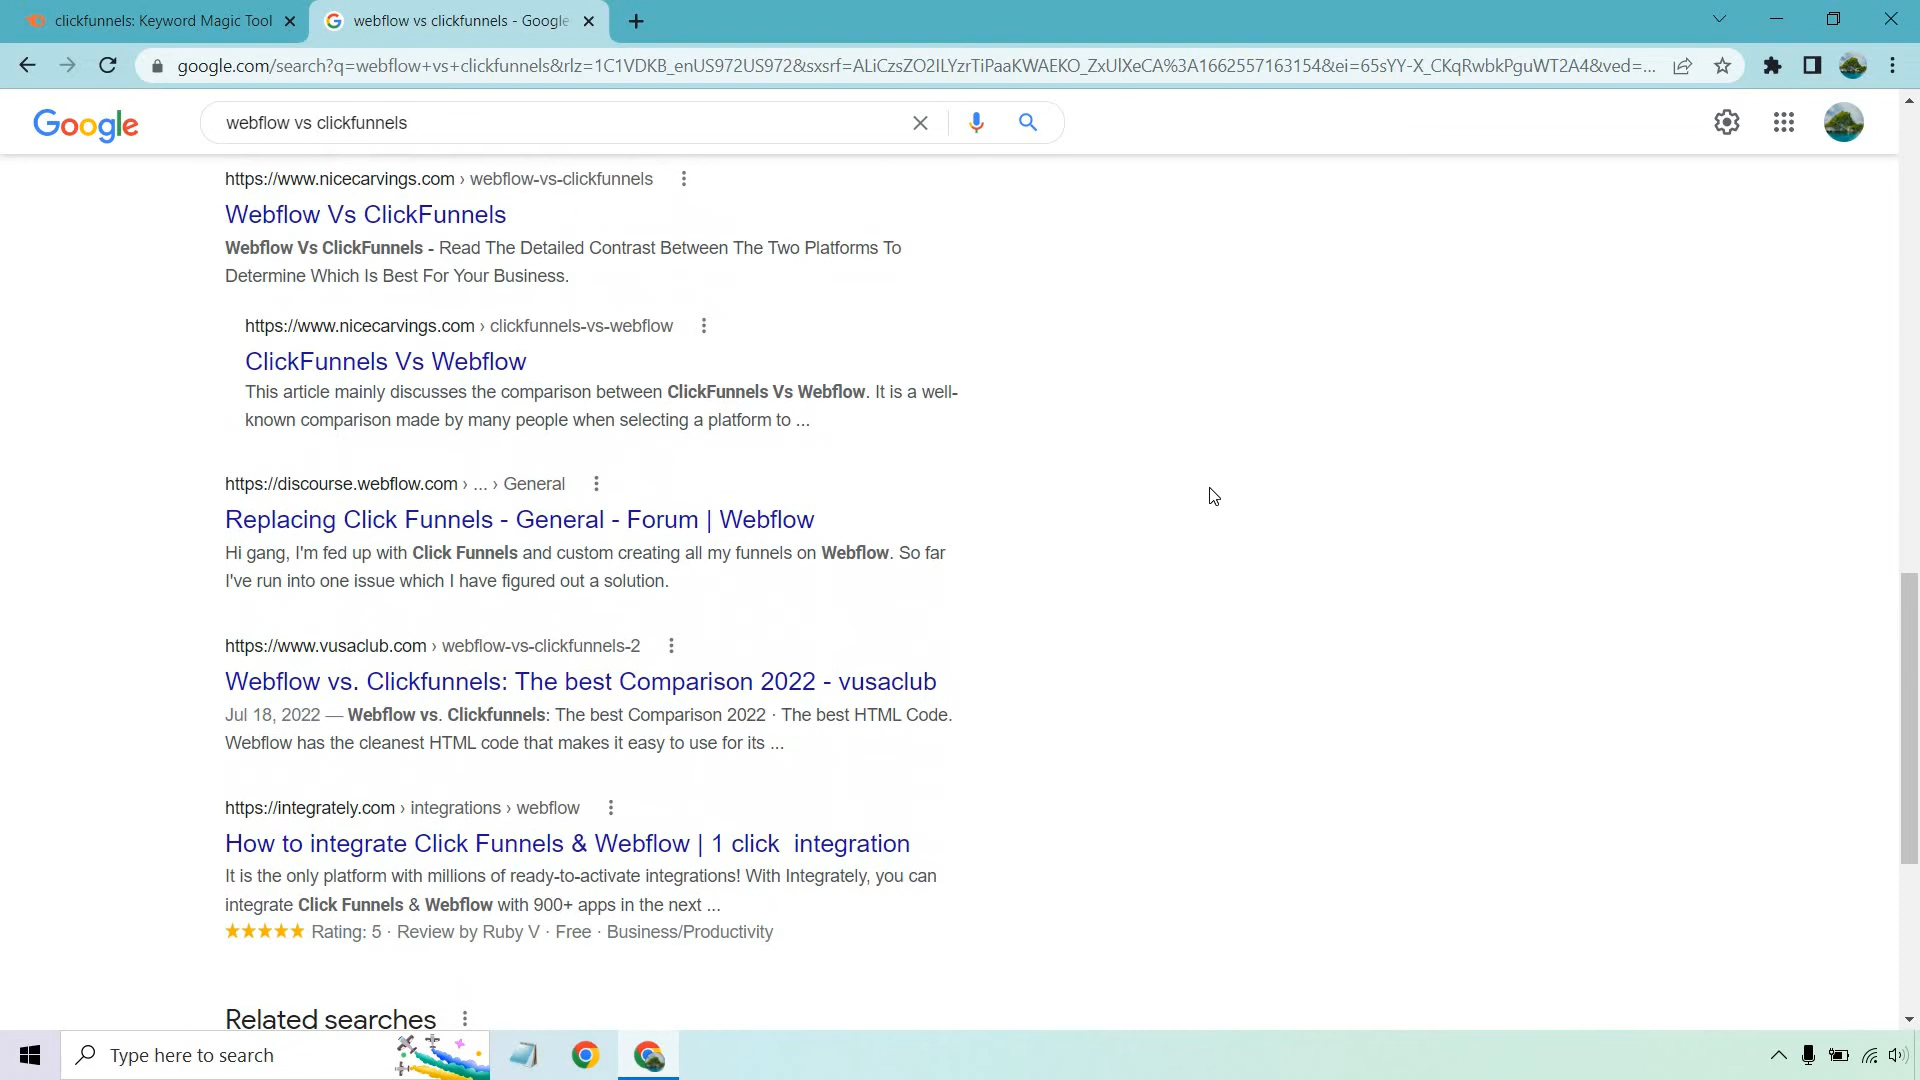 clickfunnels: Keyword Magic Tool
webflow vs clickfunnels - Google
google.com/search?q=webflow+vs+clickfunnels&rlz=1C1VDKB_enUS972US972&sxsrf=ALiCzsZO2ILYzrTiPaaKWAEKO_ZxUlXeCA%3A1662557163154&ei=65sYY-X_CKqRwbkPguWT2A4&ved=...
Google
webflow vs clickfunnels
https://www.nicecarvings.com › webflow-vs-clickfunnels
Webflow Vs ClickFunnels
Webflow Vs ClickFunnels - Read The Detailed Contrast Between The Two Platforms To
Determine Which Is Best For Your Business.
https://www.nicecarvings.com › clickfunnels-vs-webflow
ClickFunnels Vs Webflow
This article mainly discusses the comparison between ClickFunnels Vs Webflow. It is a well-
known comparison made by many people when selecting a platform to ...
https://discourse.webflow.com › ... › General
Replacing Click Funnels - General - Forum | Webflow
Hi gang, I'm fed up with Click Funnels and custom creating all my funnels on Webflow. So far
I've run into one issue which I have figured out a solution.
https://www.vusaclub.com › webflow-vs-clickfunnels-2
Webflow vs. Clickfunnels: The best Comparison 2022 - vusaclub
Jul 18, 2022 — Webflow vs. Clickfunnels: The best Comparison 2022 · The best HTML Code.
Webflow has the cleanest HTML code that makes it easy to use for its ...
https://integrately.com › integrations › webflow
How to integrate Click Funnels & Webflow | 1 click integration
It is the only platform with millions of ready-to-activate integrations! With Integrately, you can
integrate Click Funnels & Webflow with 900+ apps in the next ...
Rating: 5 · Review by Ruby V · Free · Business/Productivity
Related searches
Type here to search